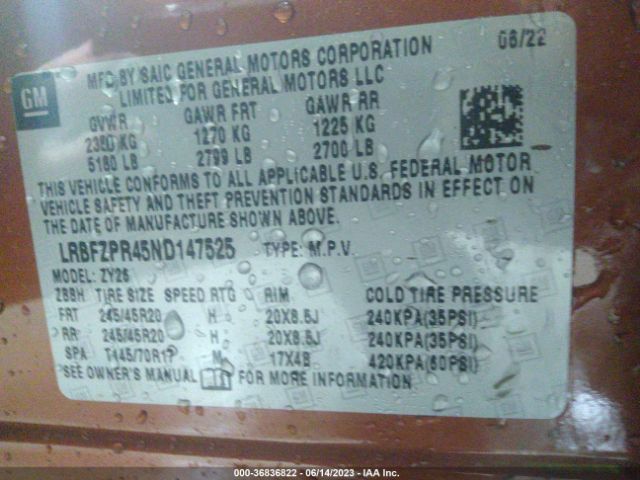 GM
MFD BY SAIC GENERAL MOTORS CORPORATION 06/22
LIMITED FOR GENERAL MOTORS LLC
GVWR GAWR FRT GAWR RR
2350 KG 1270 KG 1225 KG
5180 LB 2799 LB 2700 LB
THIS VEHICLE CONFORMS TO ALL APPLICABLE U.S. FEDERAL MOTOR
VEHICLE SAFETY AND THEFT PREVENTION STANDARDS IN EFFECT ON
THE DATE OF MANUFACTURE SHOWN ABOVE.
LRBFZPR45ND147525 TYPE: M.P.V.
MODEL: ZY26
ZBBH TIRE SIZE SPEED RTG RIM COLD TIRE PRESSURE
FRT 245/45R20 H 20X8.5J 240KPA(35PSI)
RR 245/45R20 H 20X8.5J 240KPA(35PSI)
SPA T145/70R17 M 17X4B 420KPA(60PSI)
SEE OWNER'S MANUAL FOR MORE INFORMATION
000-36836822 - 06/14/2023 - IAA Inc.